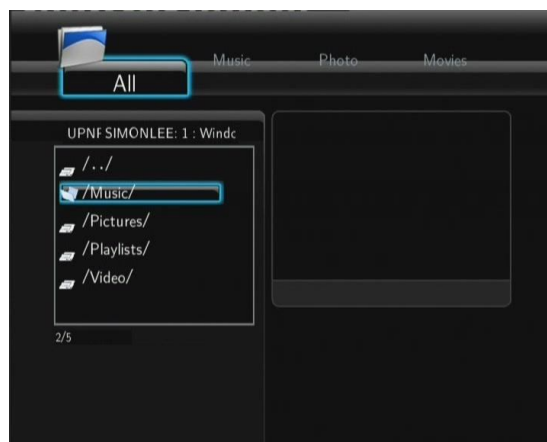 Music Photo Movies
All
UPNF SIMONLEE: 1 : Windc
/../
/Music/
/Pictures/
/Playlists/
/Video/
2/5